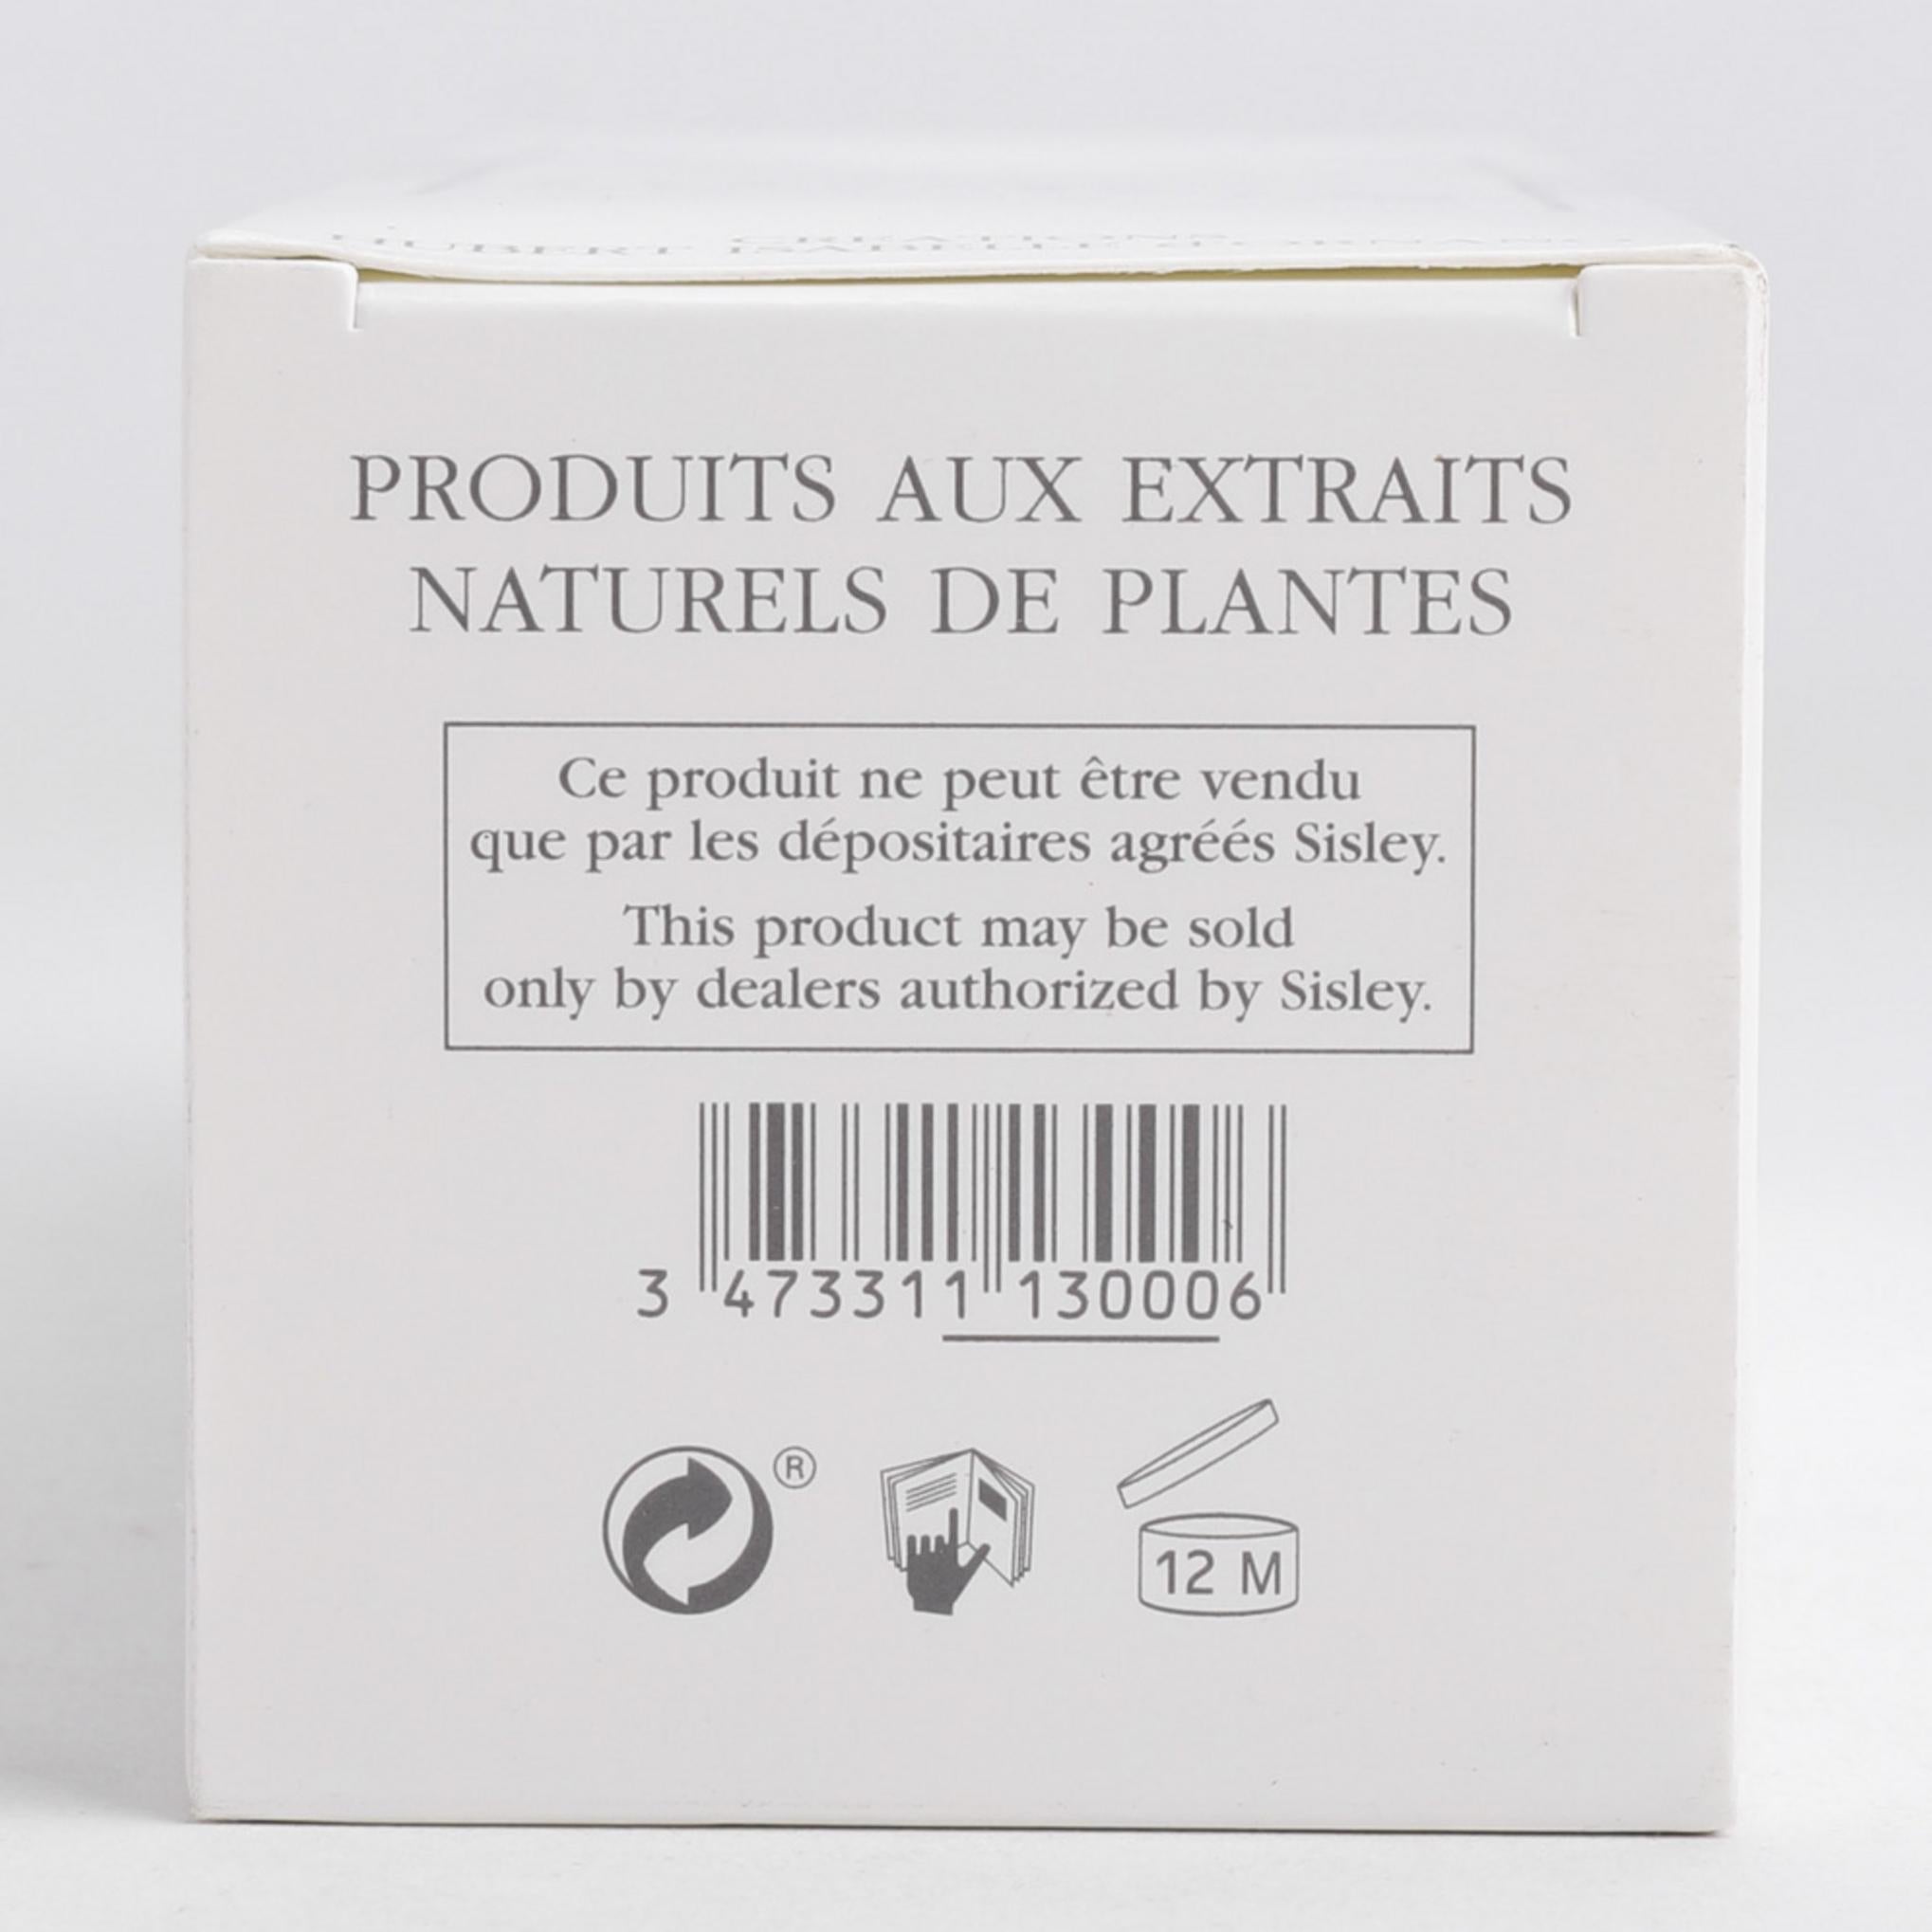 PRODUITS AUX EXTRAITS
NATURELS DE PLANTES
Ce produit ne peut être vendu
que par les dépositaires agréés Sisley.
This product may be sold
only by dealers authorized by Sisley.
3 473311 130006
®
12 M